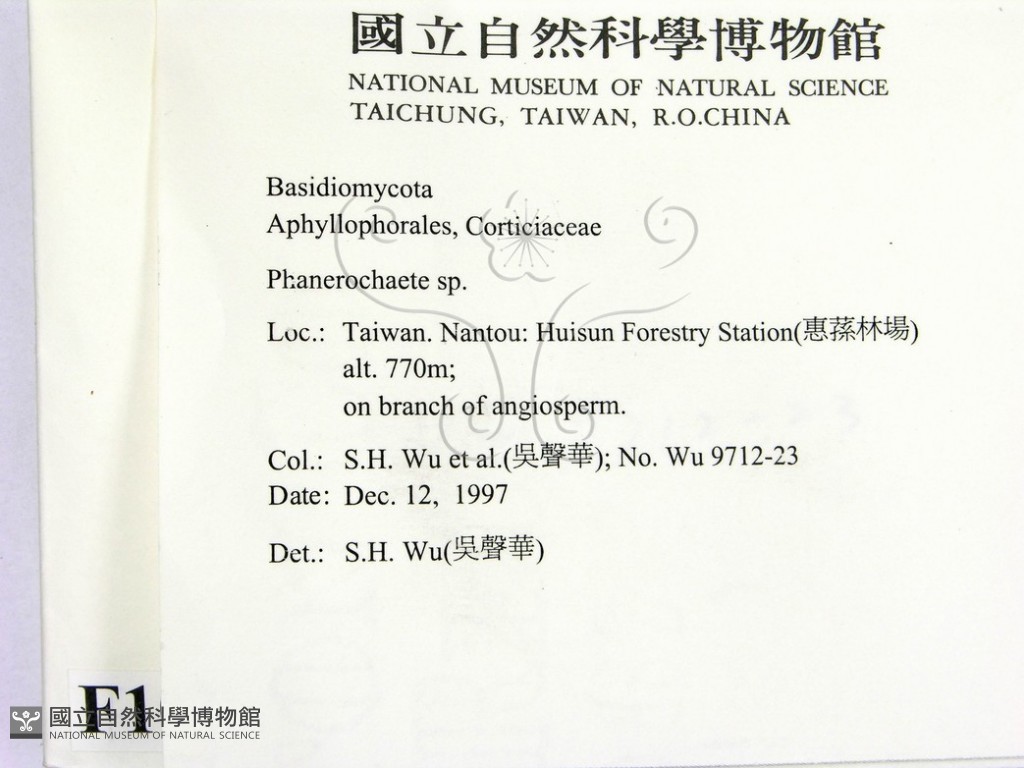 國立自然科學博物館
NATIONAL MUSEUM OF NATURAL SCIENCE
TAICHUNG, TAIWAN, R.O.CHINA
Basidiomycota
Aphyllophorales, Corticiaceae
Phanerochaete sp.
Loc.: Taiwan. Nantou: Huisun Forestry Station(惠蓀林場)
alt. 770m;
on branch of angiosperm.
Col.: S.H. Wu et al.(吳聲華); No. Wu 9712-23
Date: Dec. 12, 1997
Det.: S.H. Wu(吳聲華)
F1
國立自然科學博物館
NATIONAL MUSEUM OF NATURAL SCIENCE